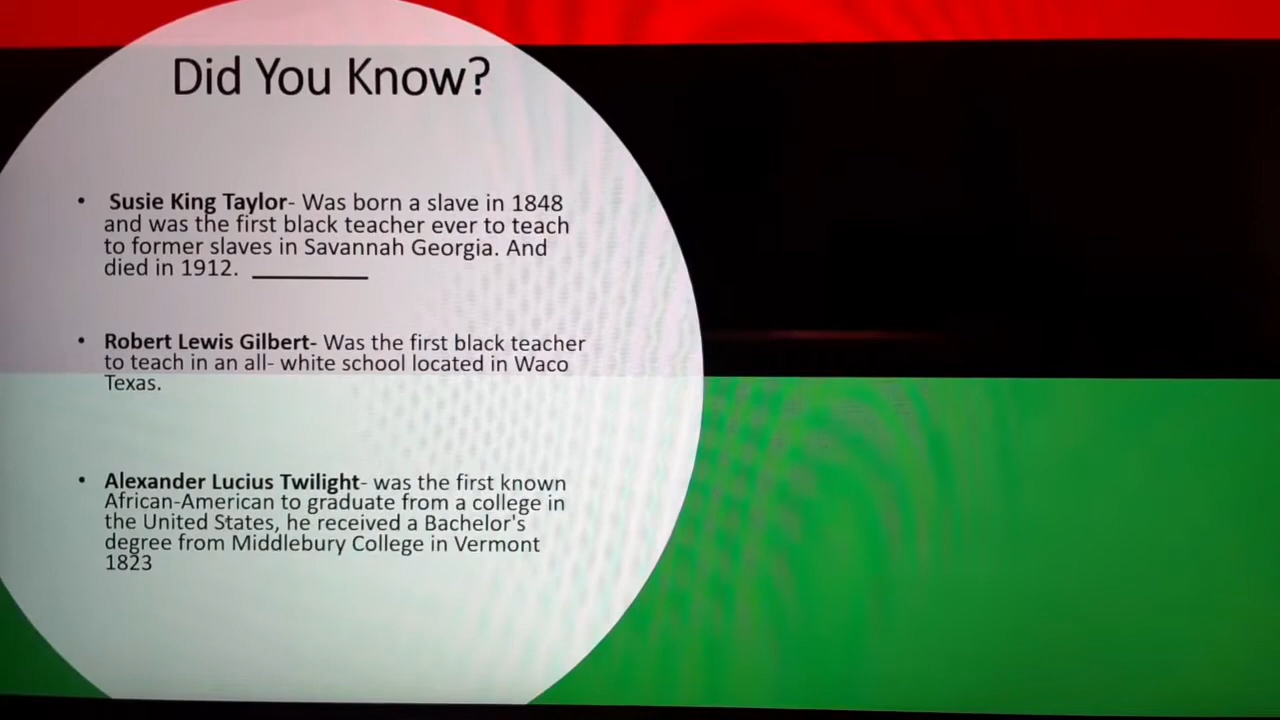 Did You Know?
• Susie King Taylor- Was born a slave in 1848
and was the first black teacher ever to teach
to former slaves in Savannah Georgia. And
died in 1912. __________
• Robert Lewis Gilbert- Was the first black teacher
to teach in an all- white school located in Waco
Texas.
• Alexander Lucius Twilight- was the first known
African-American to graduate from a college in
the United States, he received a Bachelor's
degree from Middlebury College in Vermont
1823